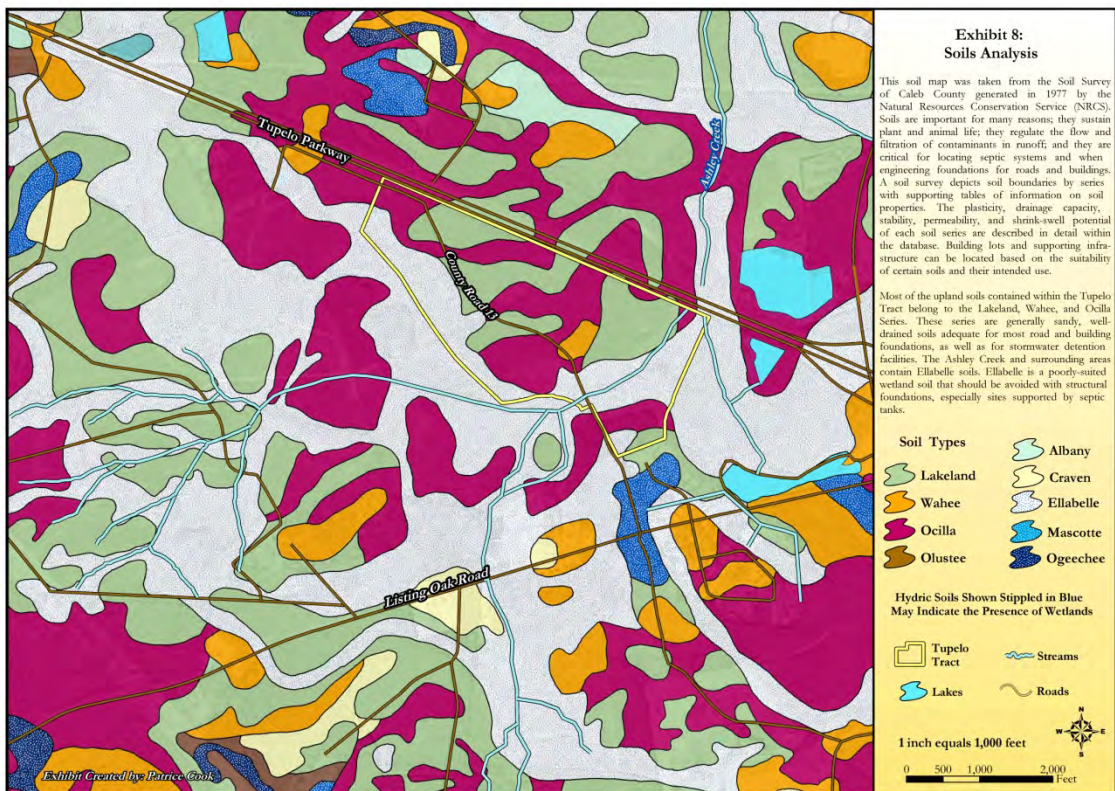 Exhibit 8:
Soils Analysis
This soil map was taken from the Soil Survey
of Caleb County generated in 1977 by the
Natural Resources Conservation Service (NRCS).
Soils are important for many reasons; they sustain
plant and animal life; they regulate the flow and
filtration of contaminants in runoff; and they are
critical for locating septic systems and when
engineering foundations for roads and buildings.
A soil survey depicts soil boundaries by series
with supporting tables of information on soil
properties. The plasticity, drainage capacity,
stability, permeability, and shrink-swell potential
of each soil series are described in detail within
the database. Building lots and supporting infra-
structure can be located based on the suitability
of certain soils and their intended use.
Most of the upland soils contained within the Tupelo
Tract belong to the Lakeland, Wahee, and Ocilla
Series. These series are generally sandy, well-
drained soils adequate for most road and building
foundations, as well as for stormwater detention
facilities. The Ashley Creek and surrounding areas
contain Ellabelle soils. Ellabelle is a poorly-suited
wetland soil that should be avoided with structural
foundations, especially sites supported by septic
tanks.
Soil Types
Lakeland
Wahee
Ocilla
Olustee
Albany
Craven
Ellabelle
Mascotte
Ogeechee
Hydric Soils Shown Stippled in Blue
May Indicate the Presence of Wetlands
Tupelo
Tract
Streams
Lakes
Roads
N
W E
S
1 inch equals 1,000 feet
0 500 1,000 2,000
Feet
Tupelo Parkway
Ashley Creek
County Road 13
Listing Oak Road
Exhibit Created by: Patrice Cook